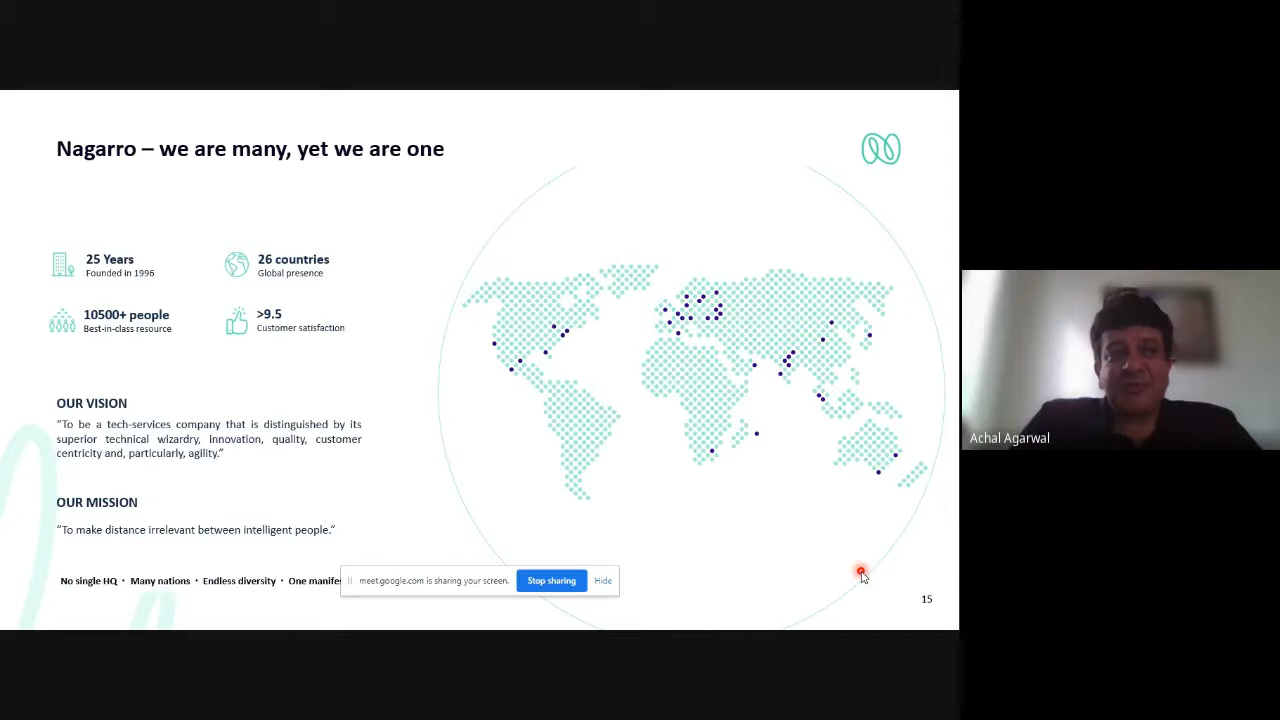 Nagarro – we are many, yet we are one
25 Years
Founded in 1996
26 countries
Global presence
10500+ people
Best-in-class resource
>9.5
Customer satisfaction
OUR VISION
“To be a tech-services company that is distinguished by its
superior technical wizardry, innovation, quality, customer
centricity and, particularly, agility.”
OUR MISSION
“To make distance irrelevant between intelligent people.”
No single HQ · Many nations · Endless diversity · One manifes
meet.google.com is sharing your screen.
Stop sharing
Hide
15
Achal Agarwal